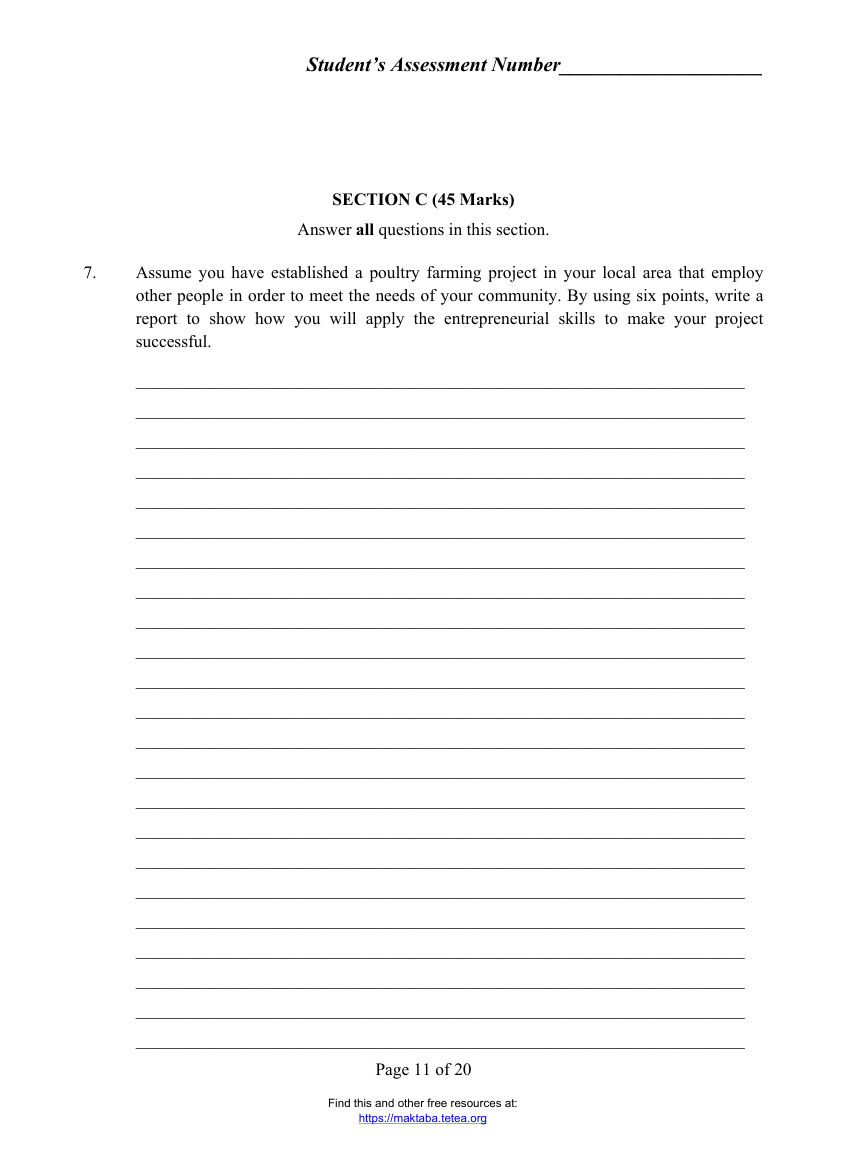 Student's Assessment Number____________________
SECTION C (45 Marks)
Answer all questions in this section.
7. Assume you have established a poultry farming project in your local area that employ
other people in order to meet the needs of your community. By using six points, write a
report to show how you will apply the entrepreneurial skills to make your project
successful.
Page 11 of 20
Find this and other free resources at:
https://maktaba.tetea.org